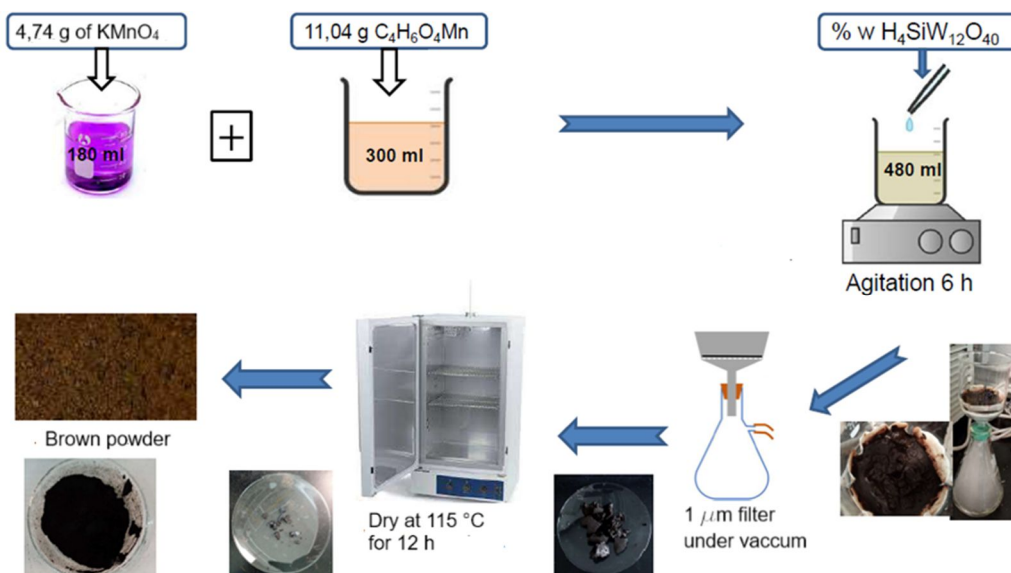 4,74 g of KMnO₄
11,04 g C₄H₆O₄Mn
% w H₄SiW₁₂O₄₀
180 ml
+
300 ml
480 ml
Agitation 6 h
Brown powder
Dry at 115 °C
for 12 h
1 μm filter
under vaccum